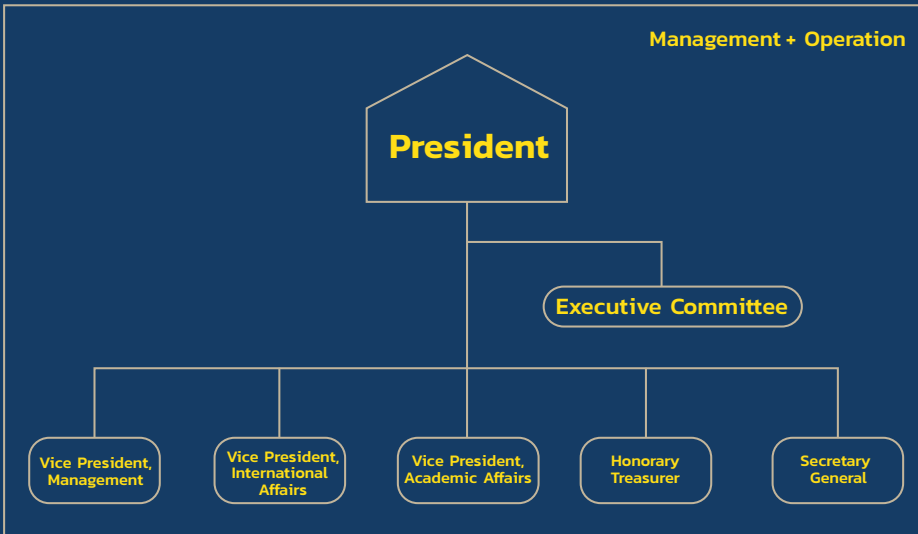 Management + Operation
President
Executive Committee
Vice President,
Management
Vice President,
International
Affairs
Vice President,
Academic Affairs
Honorary
Treasurer
Secretary
General